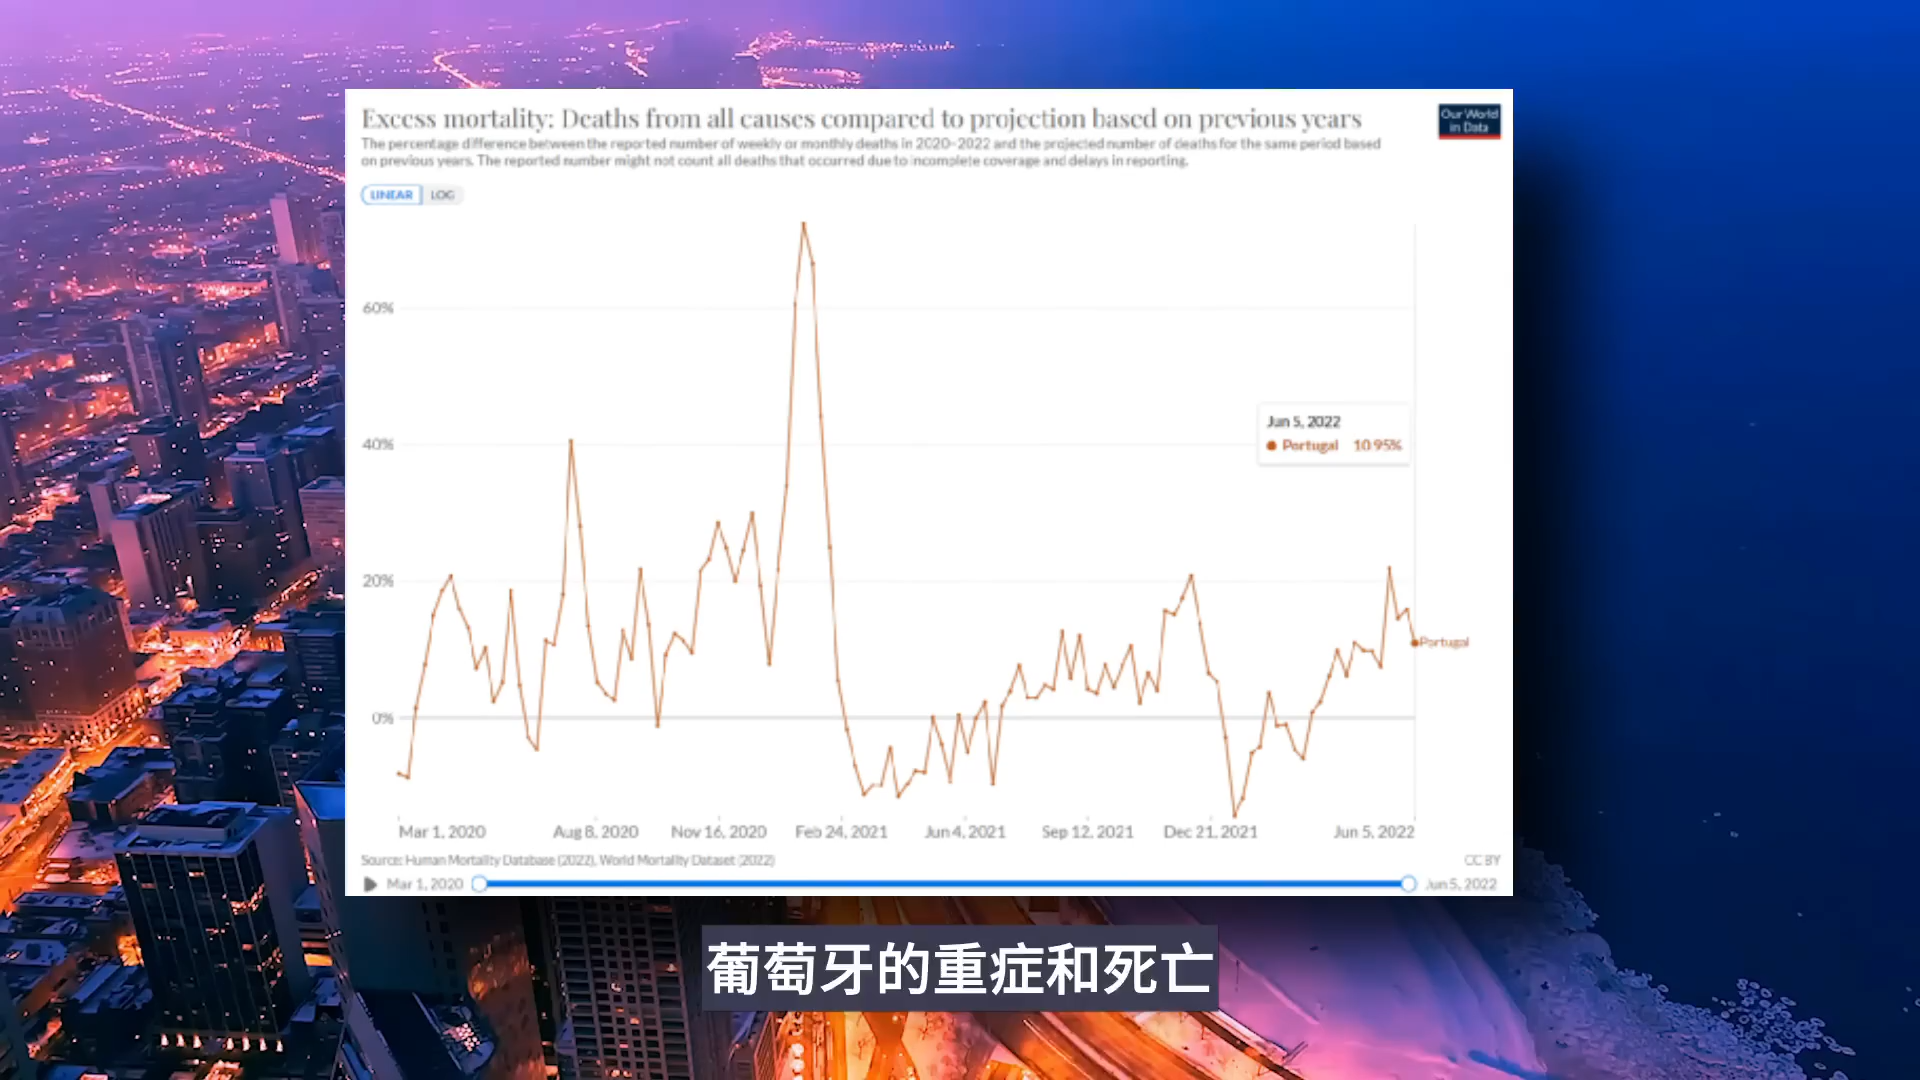 Excess mortality: Deaths from all causes compared to projection based on previous years
Our World
in Data
The percentage difference between the reported number of weekly or monthly deaths in 2020–2022 and the projected number of deaths for the same period based
on previous years. The reported number might not count all deaths that occurred due to incomplete coverage and delays in reporting.
LINEAR LOG
60%
40%
20%
0%
Jun 5, 2022
Portugal 10.95%
Portugal
Mar 1, 2020 Aug 8, 2020 Nov 16, 2020 Feb 24, 2021 Jun 4, 2021 Sep 12, 2021 Dec 21, 2021 Jun 5, 2022
Source: Human Mortality Database (2022), World Mortality Dataset (2022) CC BY
Mar 1, 2020 Jun 5, 2022
葡萄牙的重症和死亡